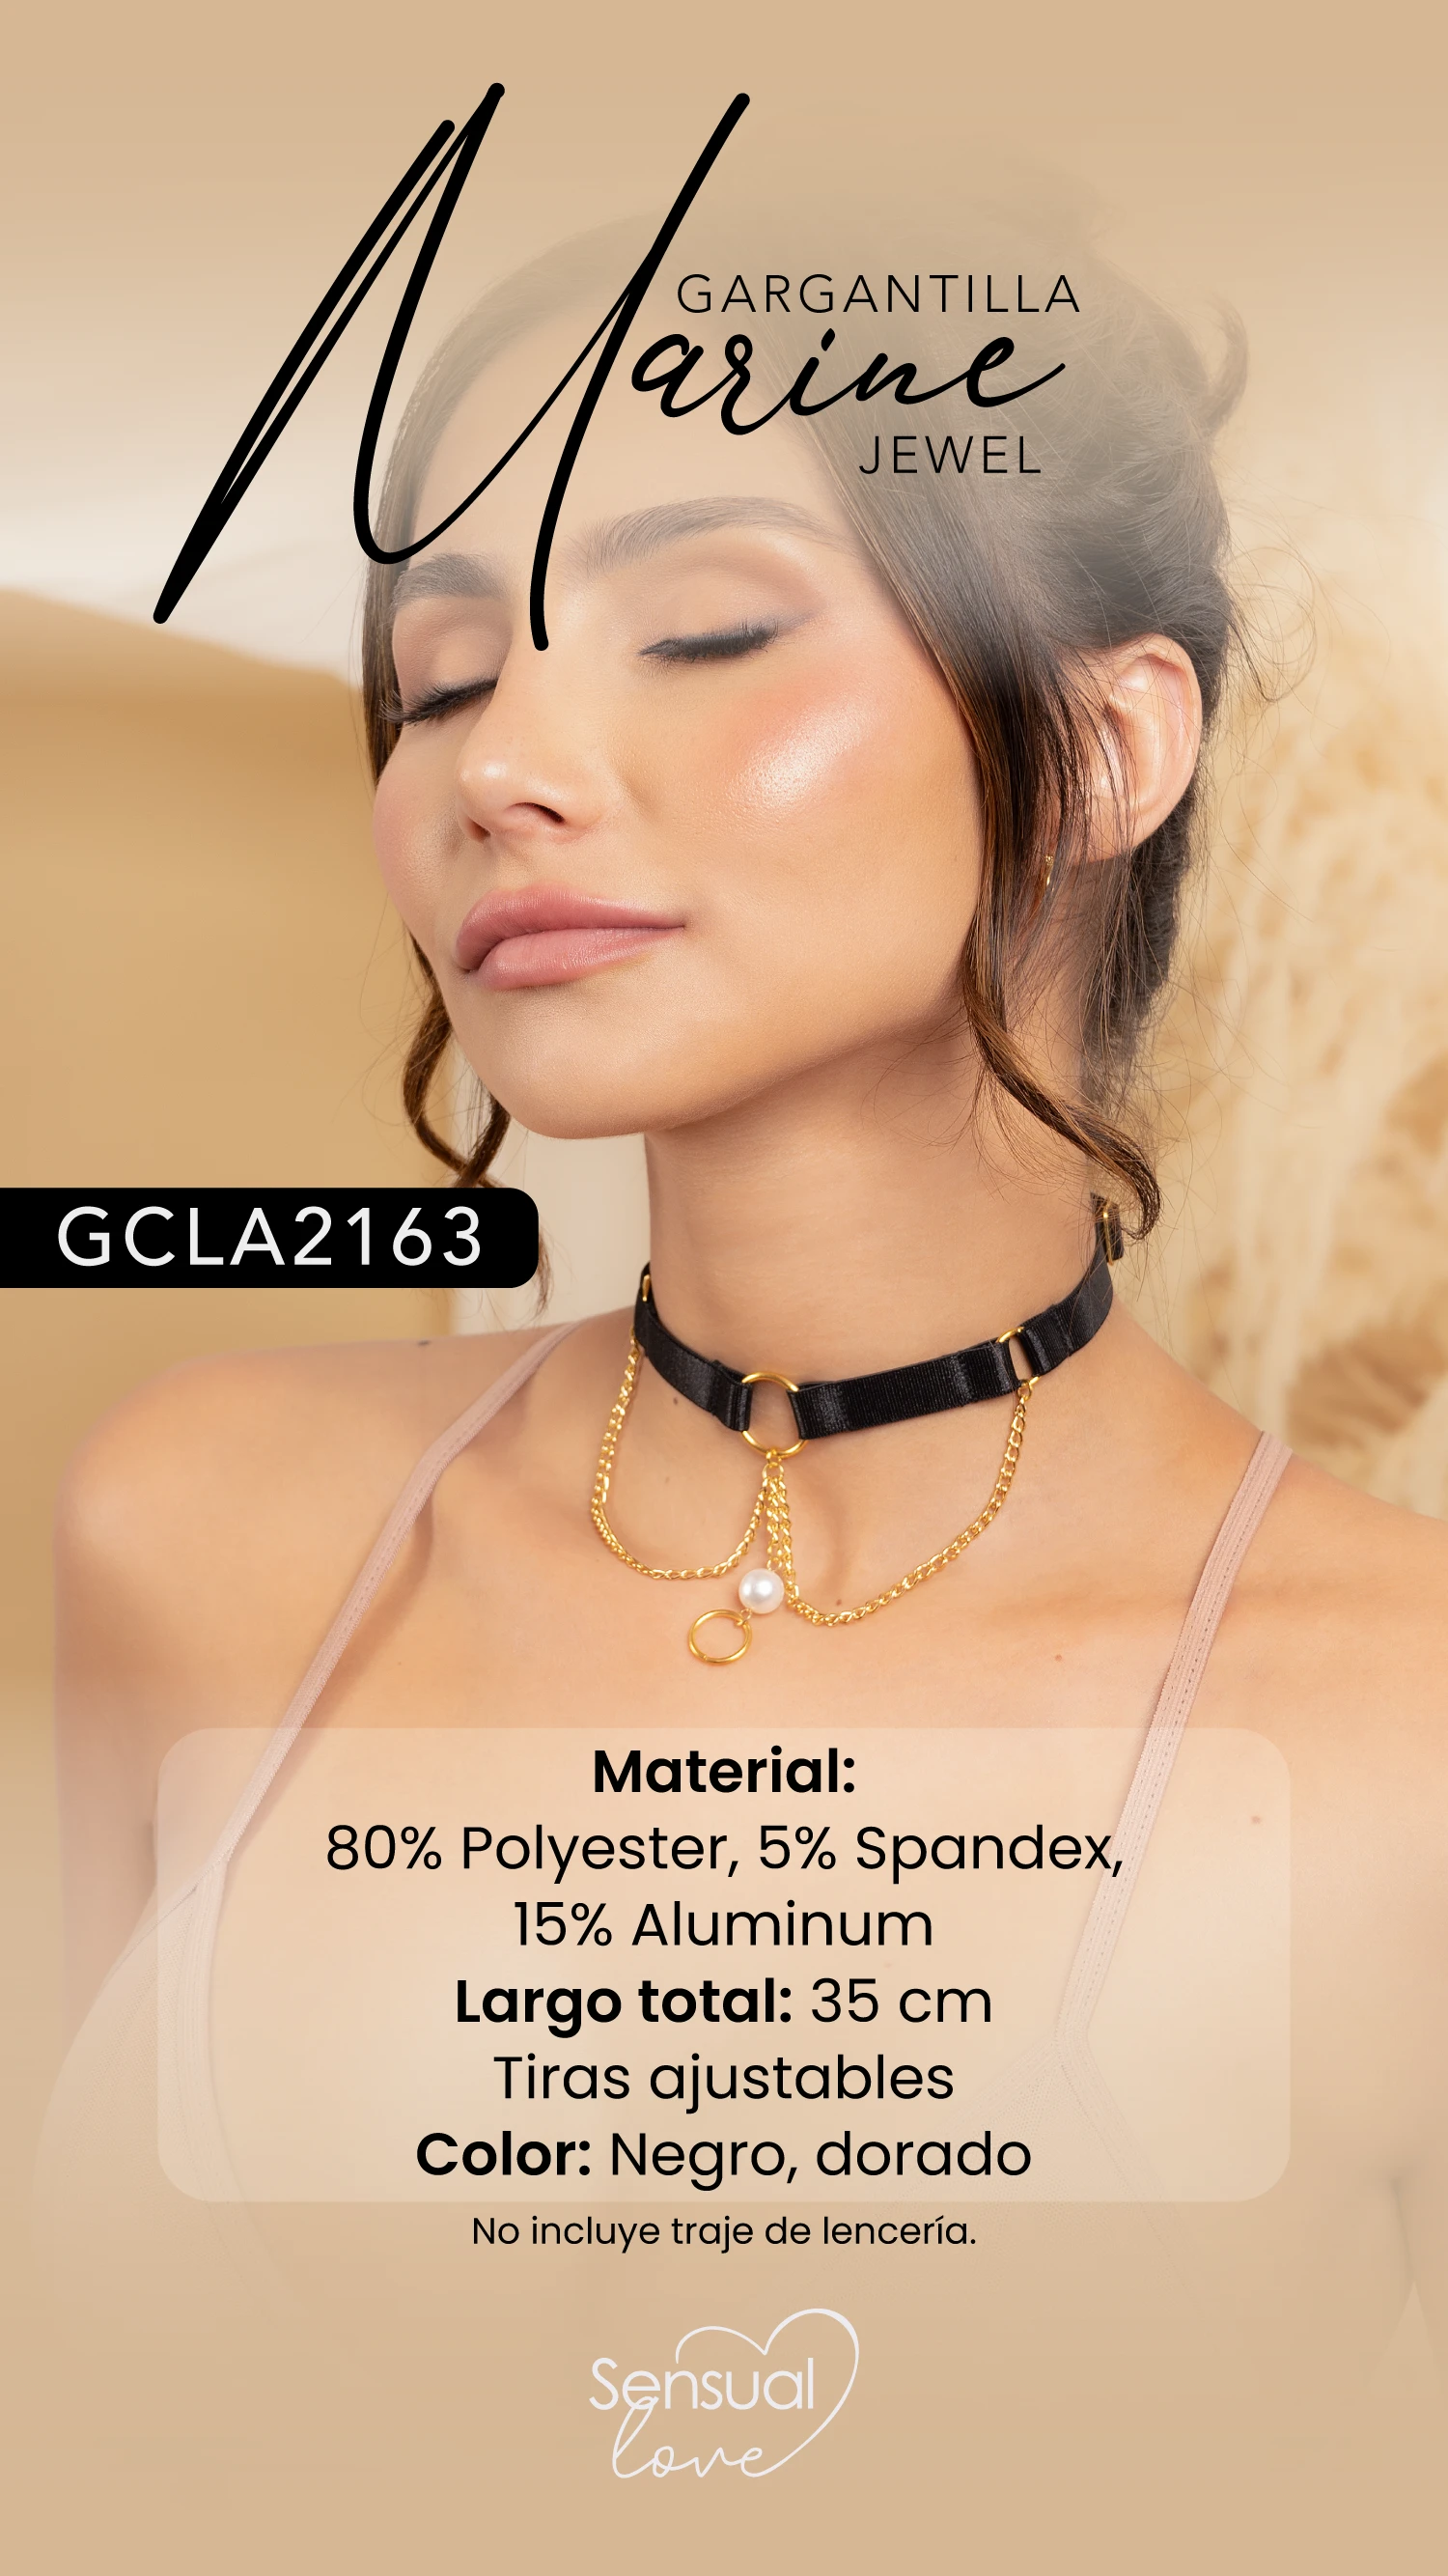 GARGANTILLA
Marine
JEWEL
GCLA2163
Material:
80% Polyester, 5% Spandex,
15% Aluminum
Largo total: 35 cm
Tiras ajustables
Color: Negro, dorado
No incluye traje de lencería.
Sensual
love